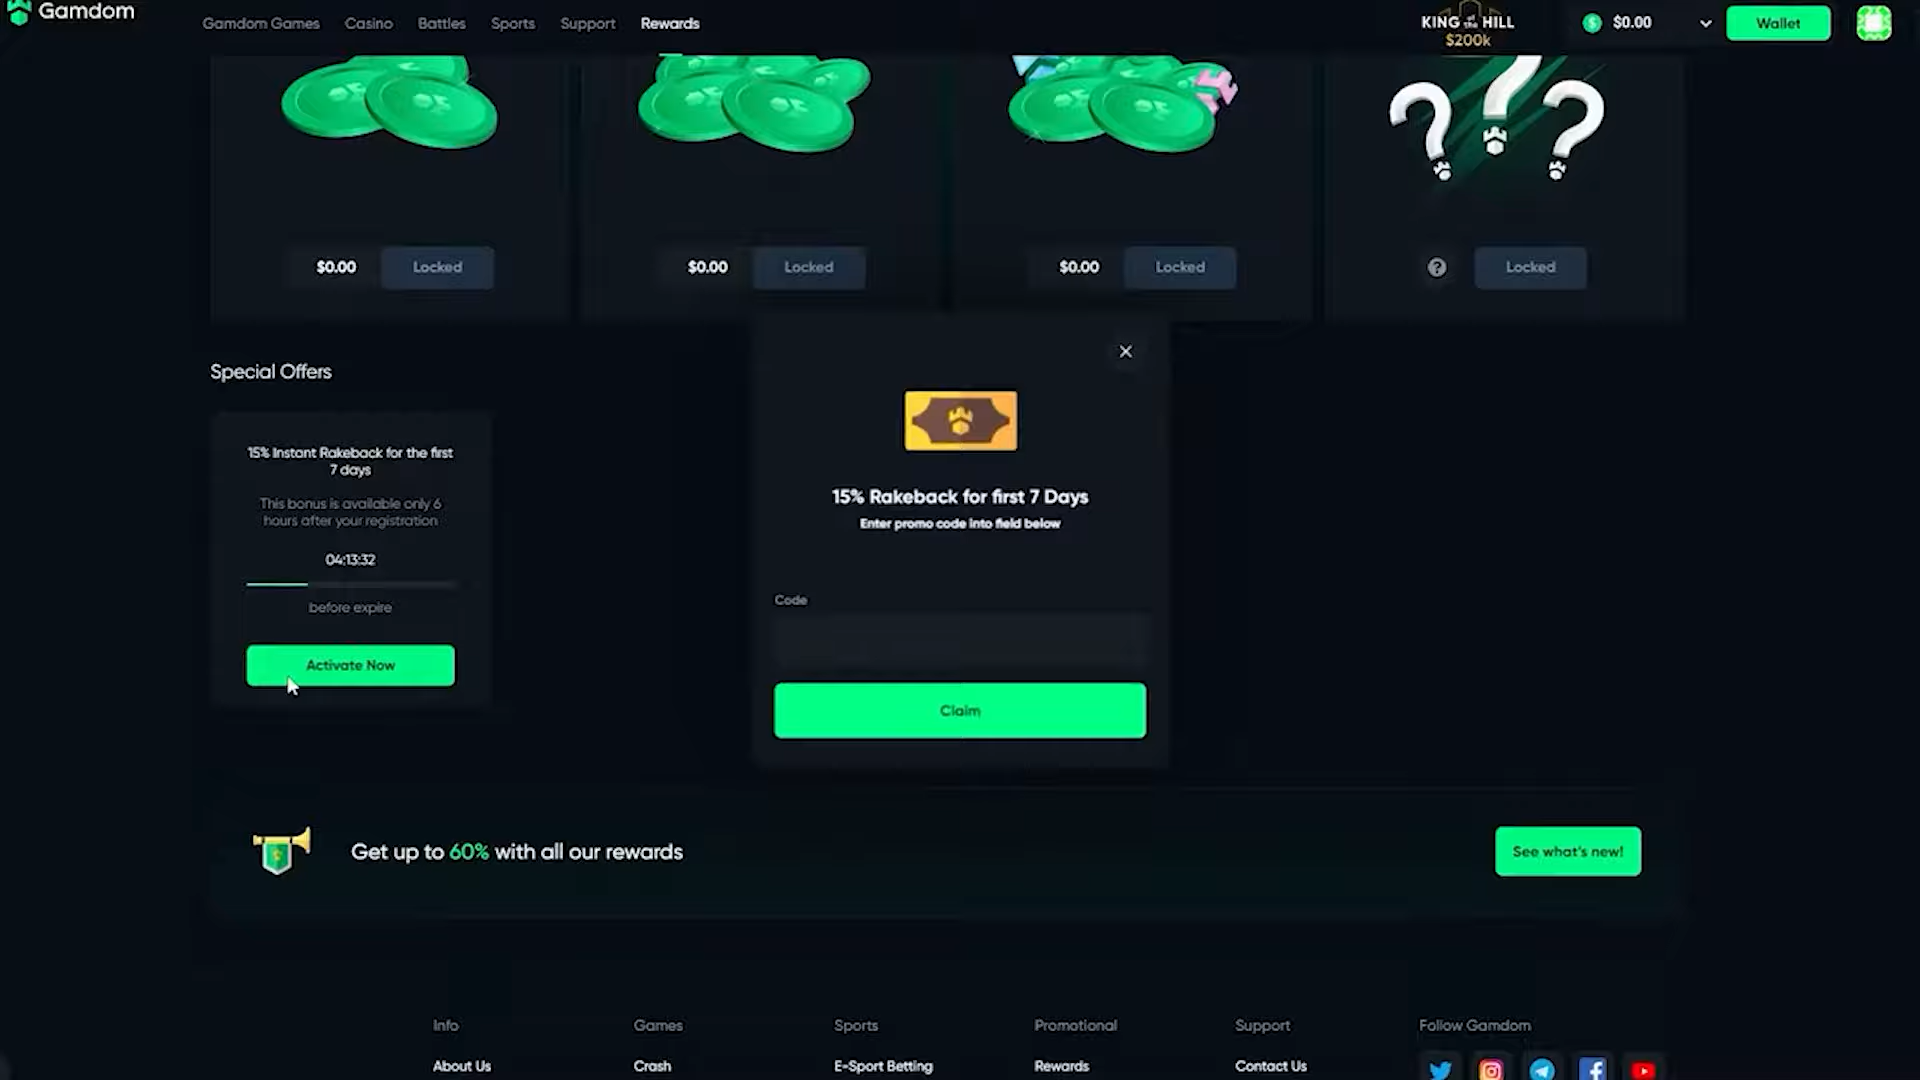 Gamdom
Gamdom Games
Casino
Battles
Sports
Support
Rewards
KING of the HILL
$200k
$0.00
Wallet
$0.00
Locked
$0.00
Locked
$0.00
Locked
?
Locked
Special Offers
15% Instant Rakeback for the first
7 days
This bonus is available only 6
hours after your registration
04:13:32
before expire
Activate Now
15% Rakeback for first 7 Days
Enter promo code into field below
Code
Claim
Get up to 60% with all our rewards
See what's new!
Info
Games
Sports
Promotional
Support
Follow Gamdom
About Us
Crash
E-Sport Betting
Rewards
Contact Us